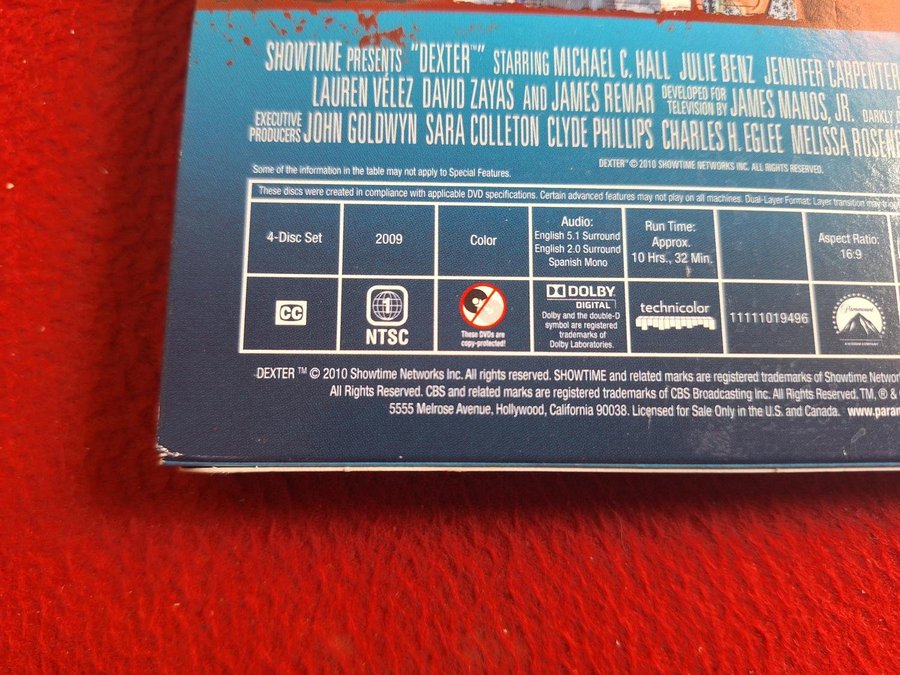 SHOWTIME PRESENTS "DEXTER™" STARRING MICHAEL C. HALL JULIE BENZ JENNIFER CARPENTER
LAUREN VÉLEZ DAVID ZAYAS AND JAMES REMAR DEVELOPED FOR TELEVISION BY JAMES MANOS, JR. DARKLY
EXECUTIVE PRODUCERS JOHN GOLDWYN SARA COLLETON CLYDE PHILLIPS CHARLES H. EGLEE MELISSA
DEXTER™ © 2010 SHOWTIME NETWORKS INC. ALL RIGHTS RESERVED.
Some of the information in the table may not apply to Special Features.
These discs were created in compliance with applicable DVD specifications. Certain advanced features may not play on all machines. Dual-Layer Format: Layer transition may
4-Disc Set
2009
Color
Audio:
English 5.1 Surround
English 2.0 Surround
Spanish Mono
Run Time:
Approx.
10 Hrs., 32 Min.
Aspect Ratio:
16:9
CC
1
NTSC
These DVDs are
copy-protected!
DOLBY
DIGITAL
Dolby and the double-D
symbol are registered
trademarks of
Dolby Laboratories.
technicolor
11111019496
Paramount
DEXTER ™ © 2010 Showtime Networks Inc. All rights reserved. SHOWTIME and related marks are registered trademarks of Showtime
All Rights Reserved. CBS and related marks are registered trademarks of CBS Broadcasting Inc. All Rights Reserved. TM, ® &
5555 Melrose Avenue, Hollywood, California 90038. Licensed for Sale Only in the U.S. and Canada. www.param